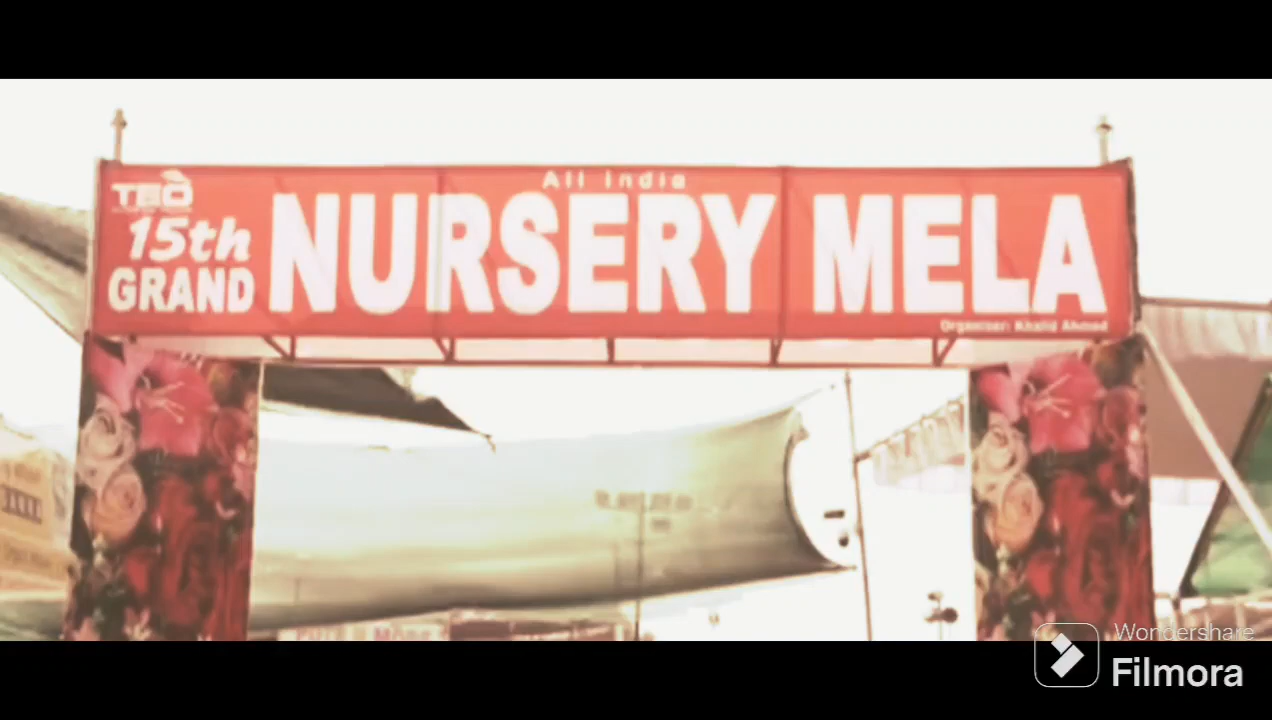 All India
TBO
15th
GRAND
NURSERY MELA
Organiser: Khalid Ahmed
Wondershare
Filmora